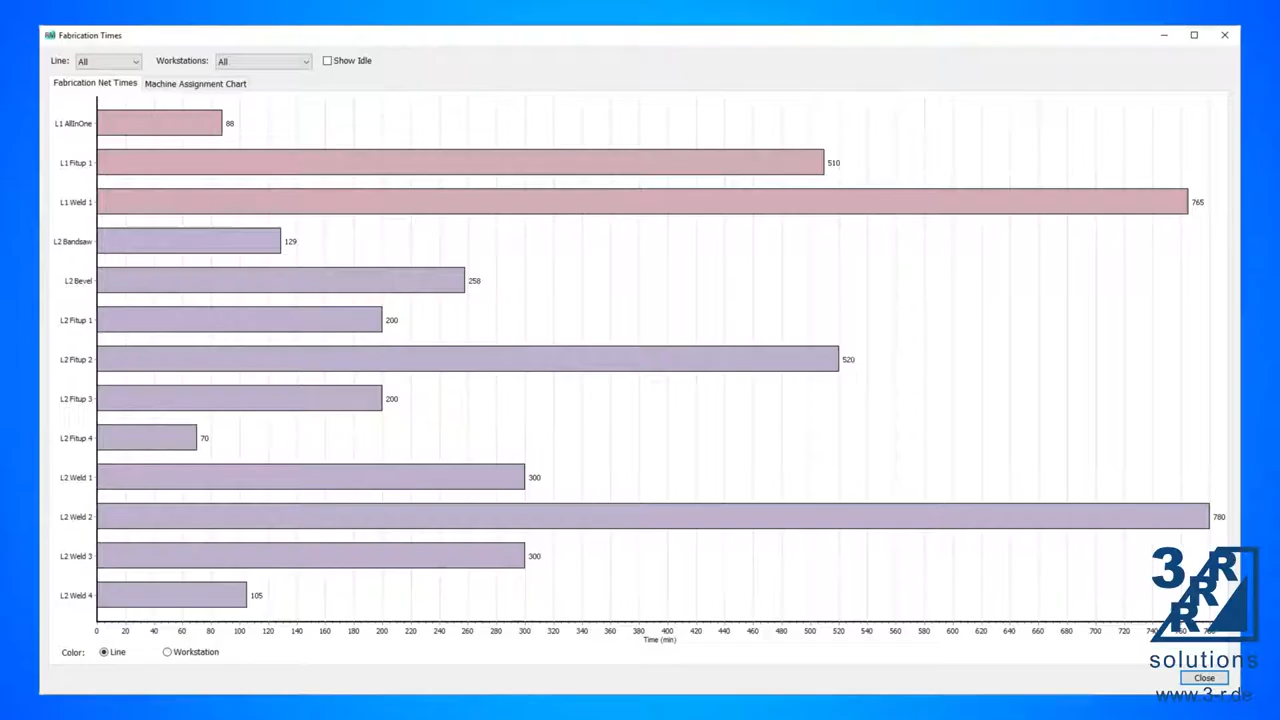 Fabrication Times
Line: All Workstations: All Show Idle
Fabrication Net Times Machine Assignment Chart
L1 AllInOne 88
L1 Fitup 1 510
L1 Weld 1 765
L2 Bandsaw 129
L2 Bevel 258
L2 Fitup 1 200
L2 Fitup 2 520
L2 Fitup 3 200
L2 Fitup 4 70
L2 Weld 1 300
L2 Weld 2 780
L2 Weld 3 300
L2 Weld 4 105
0 20 40 60 80 100 120 140 160 180 200 220 240 260 280 300 320 340 360 380 400 420 440 460 480 500 520 540 560 580 600 620 640 660 680 700 720 740
Time (min)
Color: Line Workstation
3 R R R
solutions
Close
www.3-r.de